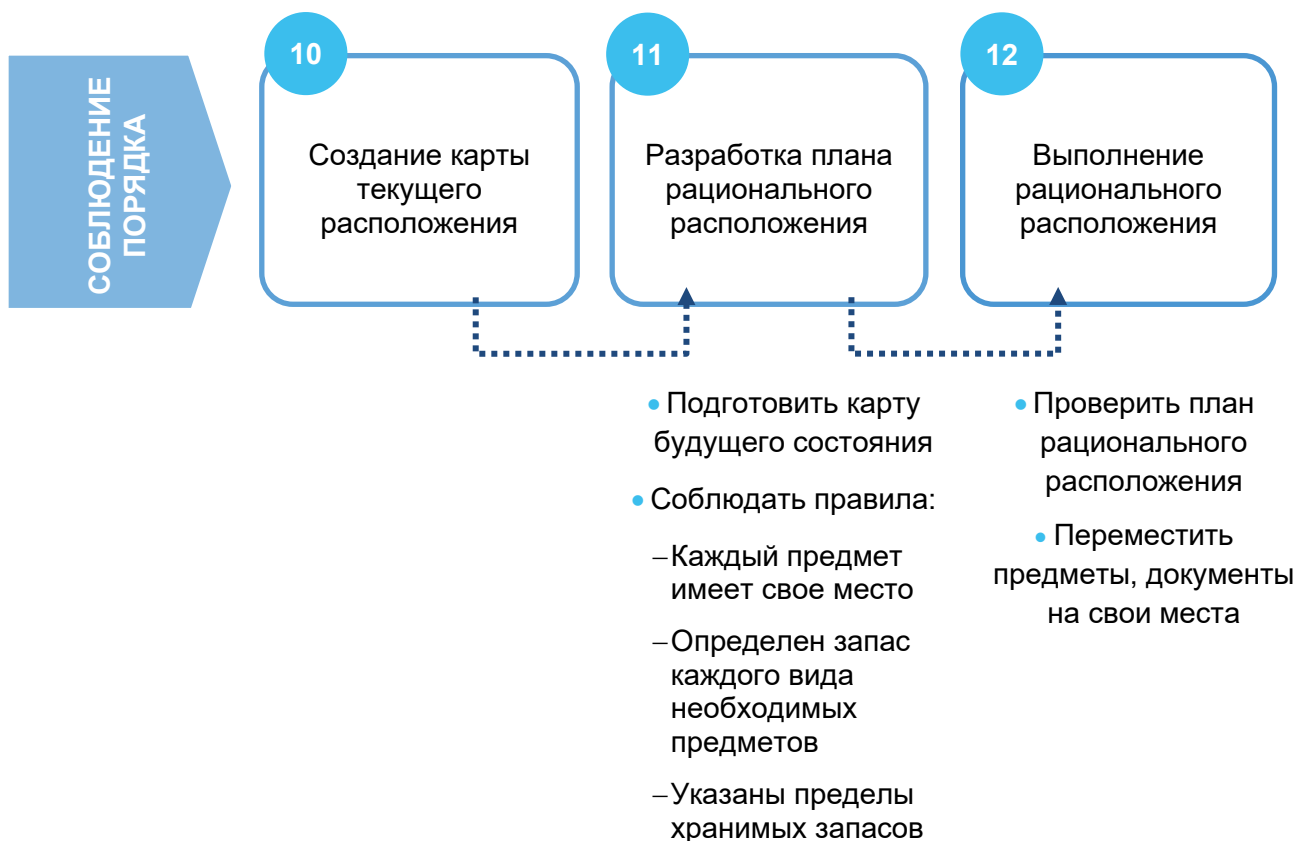 СОБЛЮДЕНИЕ
ПОРЯДКА
10
Создание карты
текущего
расположения
11
Разработка плана
рационального
расположения
12
Выполнение
рационального
расположения
• Подготовить карту
будущего состояния
• Соблюдать правила:
–Каждый предмет
имеет свое место
–Определен запас
каждого вида
необходимых
предметов
–Указаны пределы
хранимых запасов
• Проверить план
рационального
расположения
• Переместить
предметы, документы
на свои места